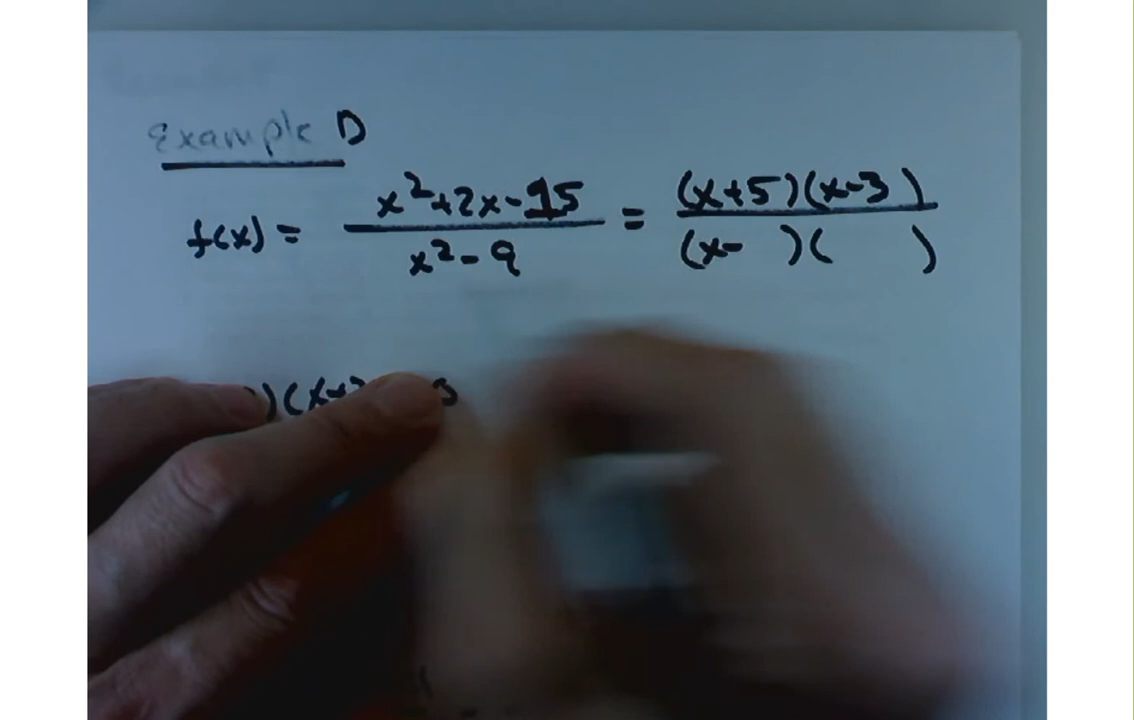 Example D
f(x) = x²+2x-15 / x²-9 = (x+5)(x-3 ) / (x- )( )
)(x+